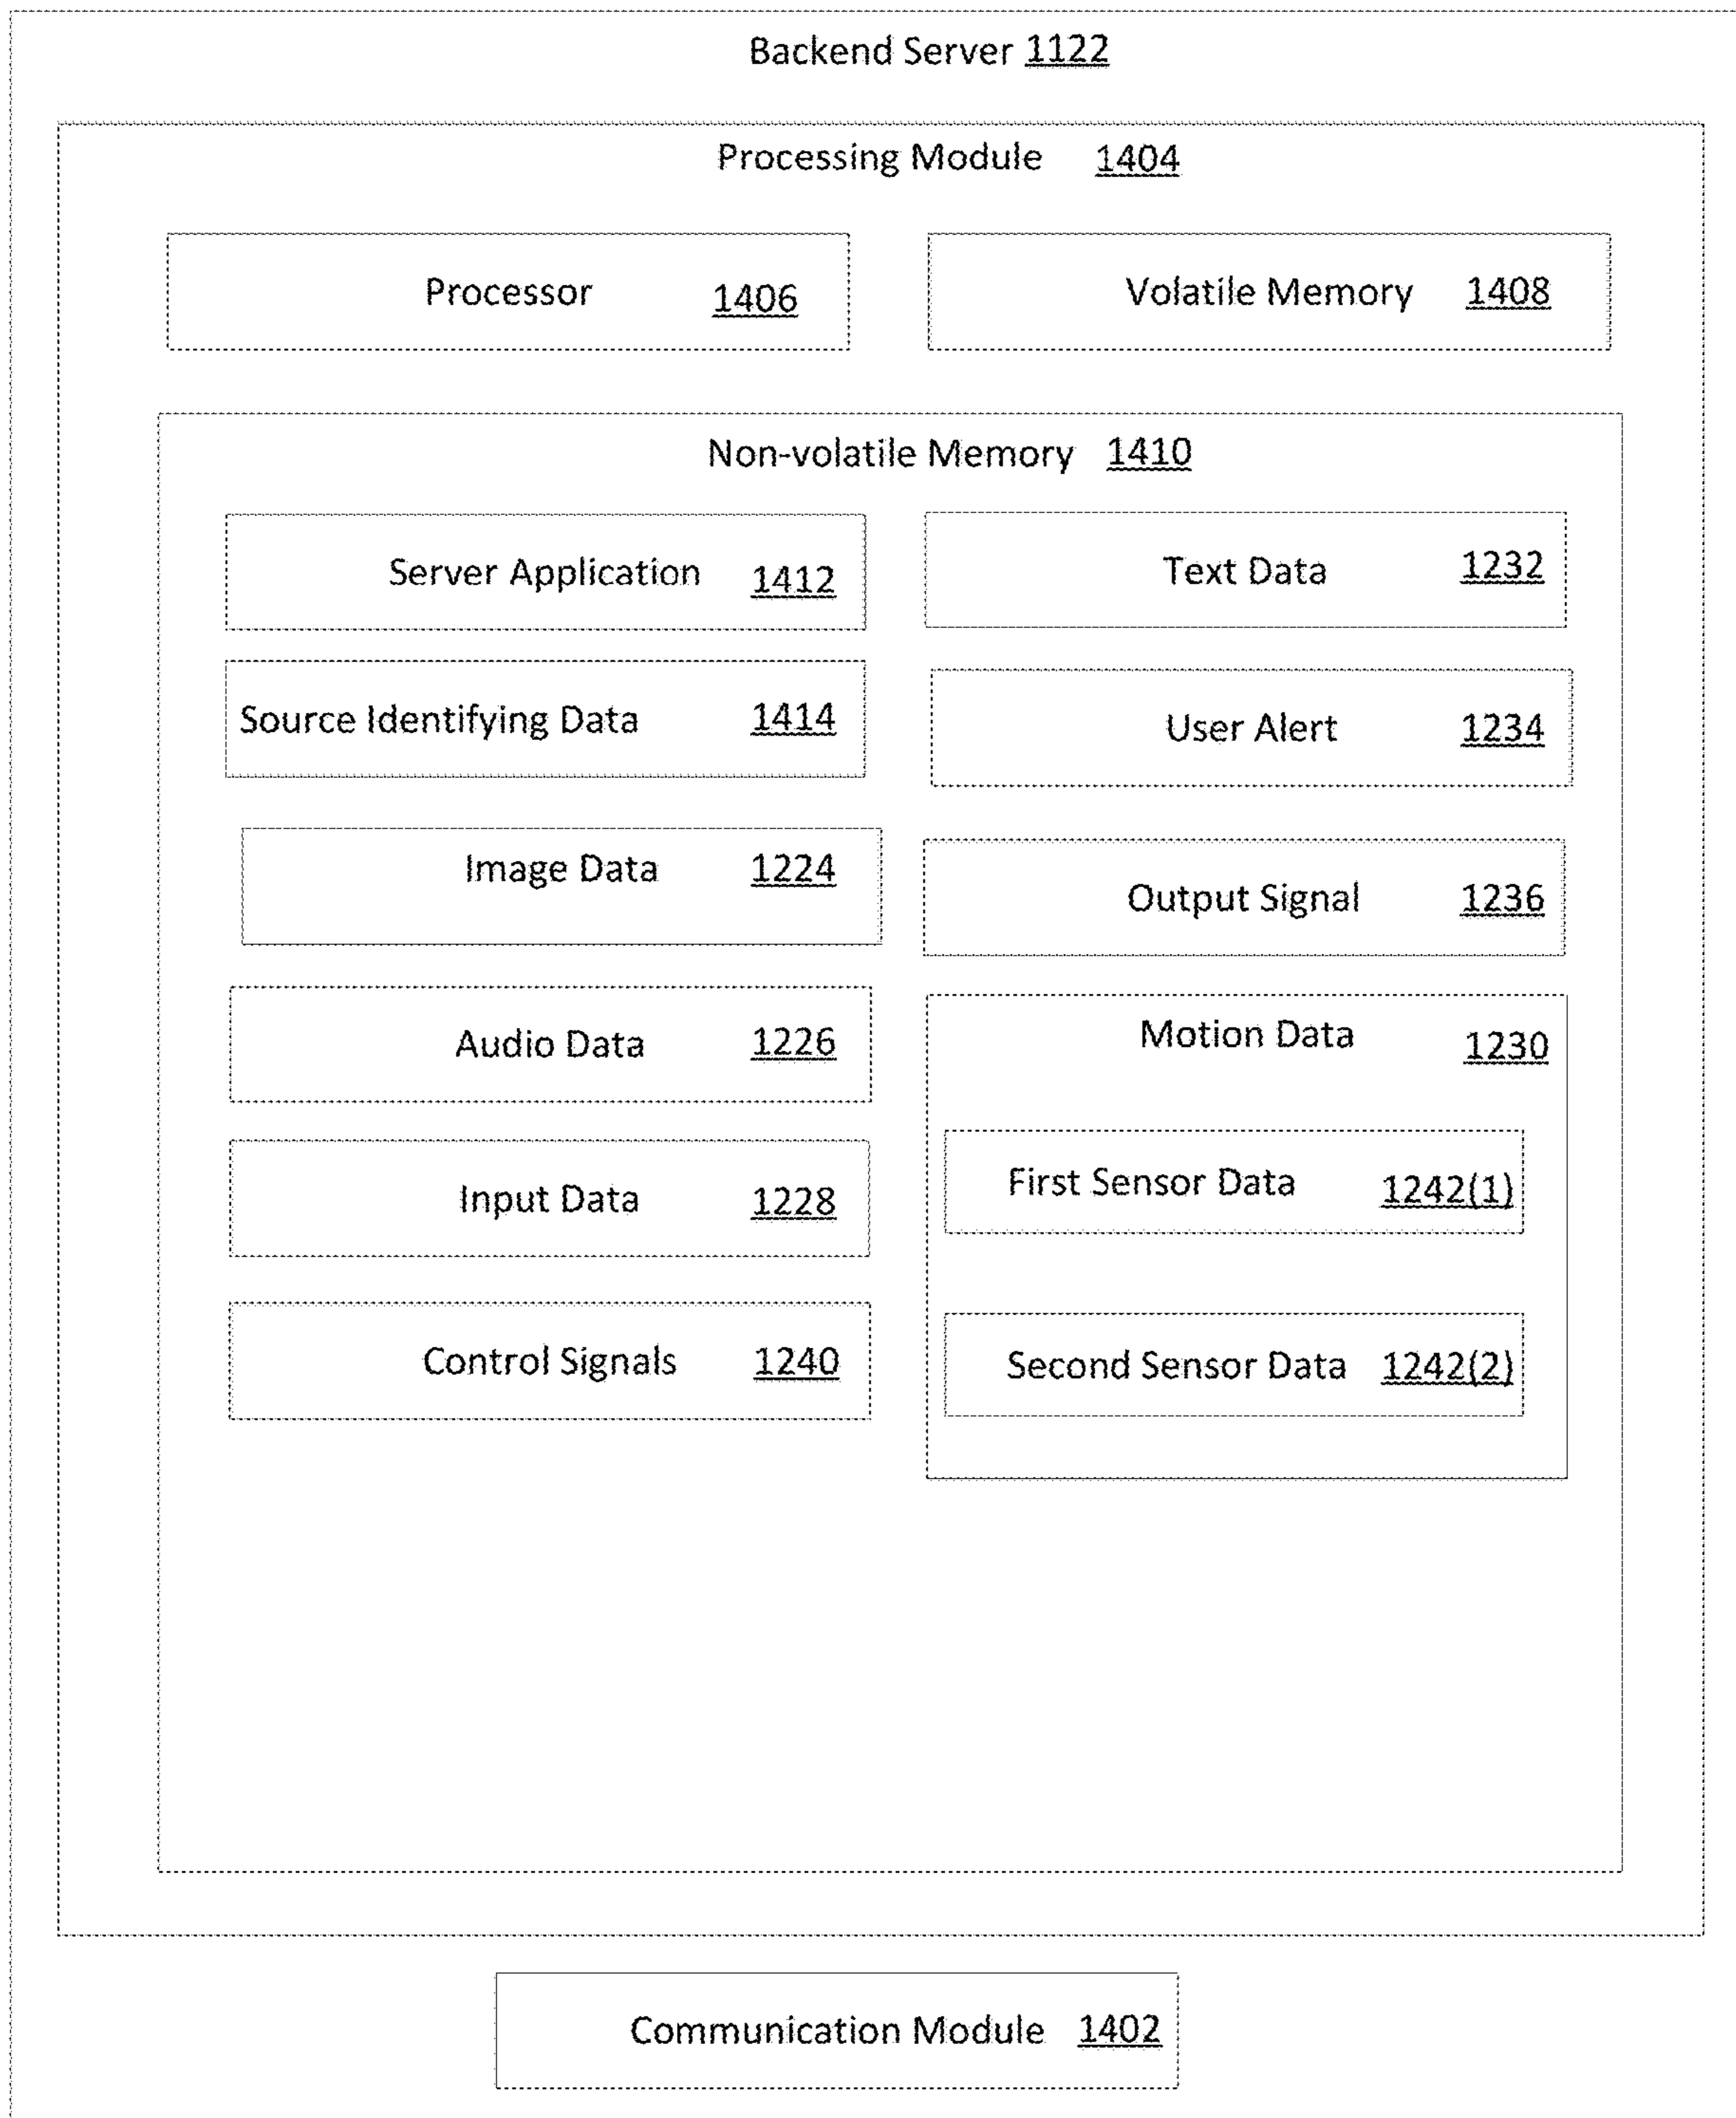 Backend Server 1122
Processing Module 1404
Processor 1406
Volatile Memory 1408
Non-volatile Memory 1410
Server Application 1412
Text Data 1232
Source Identifying Data 1414
User Alert 1234
Image Data 1224
Output Signal 1236
Audio Data 1226
Motion Data 1230
First Sensor Data 1242(1)
Input Data 1228
Second Sensor Data 1242(2)
Control Signals 1240
Communication Module 1402